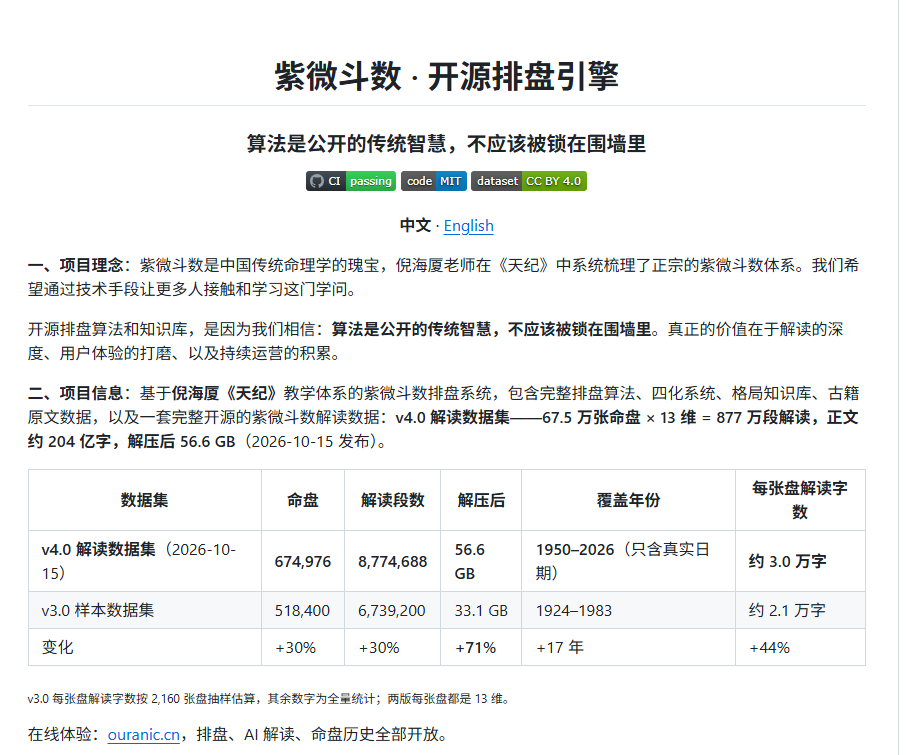 紫微斗数 · 开源排盘引擎
算法是公开的传统智慧，不应该被锁在围墙里
CI passing code MIT dataset CC BY 4.0
中文 · English
一、项目理念：紫微斗数是中国传统命理学的瑰宝，倪海厦老师在《天纪》中系统梳理了正宗的紫微斗数体系。我们希
望通过技术手段让更多人接触和学习这门学问。
开源排盘算法和知识库，是因为我们相信：算法是公开的传统智慧，不应该被锁在围墙里。真正的价值在于解读的深
度、用户体验的打磨、以及持续运营的积累。
二、项目信息：基于倪海厦《天纪》教学体系的紫微斗数排盘系统，包含完整排盘算法、四化系统、格局知识库、古籍
原文数据，以及一套完整开源的紫微斗数解读数据：v4.0 解读数据集——67.5 万张命盘 × 13 维 = 877 万段解读，正文
约 204 亿字，解压后 56.6 GB（2026-10-15 发布）。
数据集 命盘 解读段数 解压后 覆盖年份 每张盘解读字
数
v4.0 解读数据集（2026-10-
15） 674,976 8,774,688 56.6
GB 1950–2026（只含真实日
期） 约 3.0 万字
v3.0 样本数据集 518,400 6,739,200 33.1 GB 1924–1983 约 2.1 万字
变化 +30% +30% +71% +17 年 +44%
v3.0 每张盘解读字数按 2,160 张盘抽样估算，其余数字为全量统计；两版每张盘都是 13 维。
在线体验：ouranic.cn，排盘、AI 解读、命盘历史全部开放。